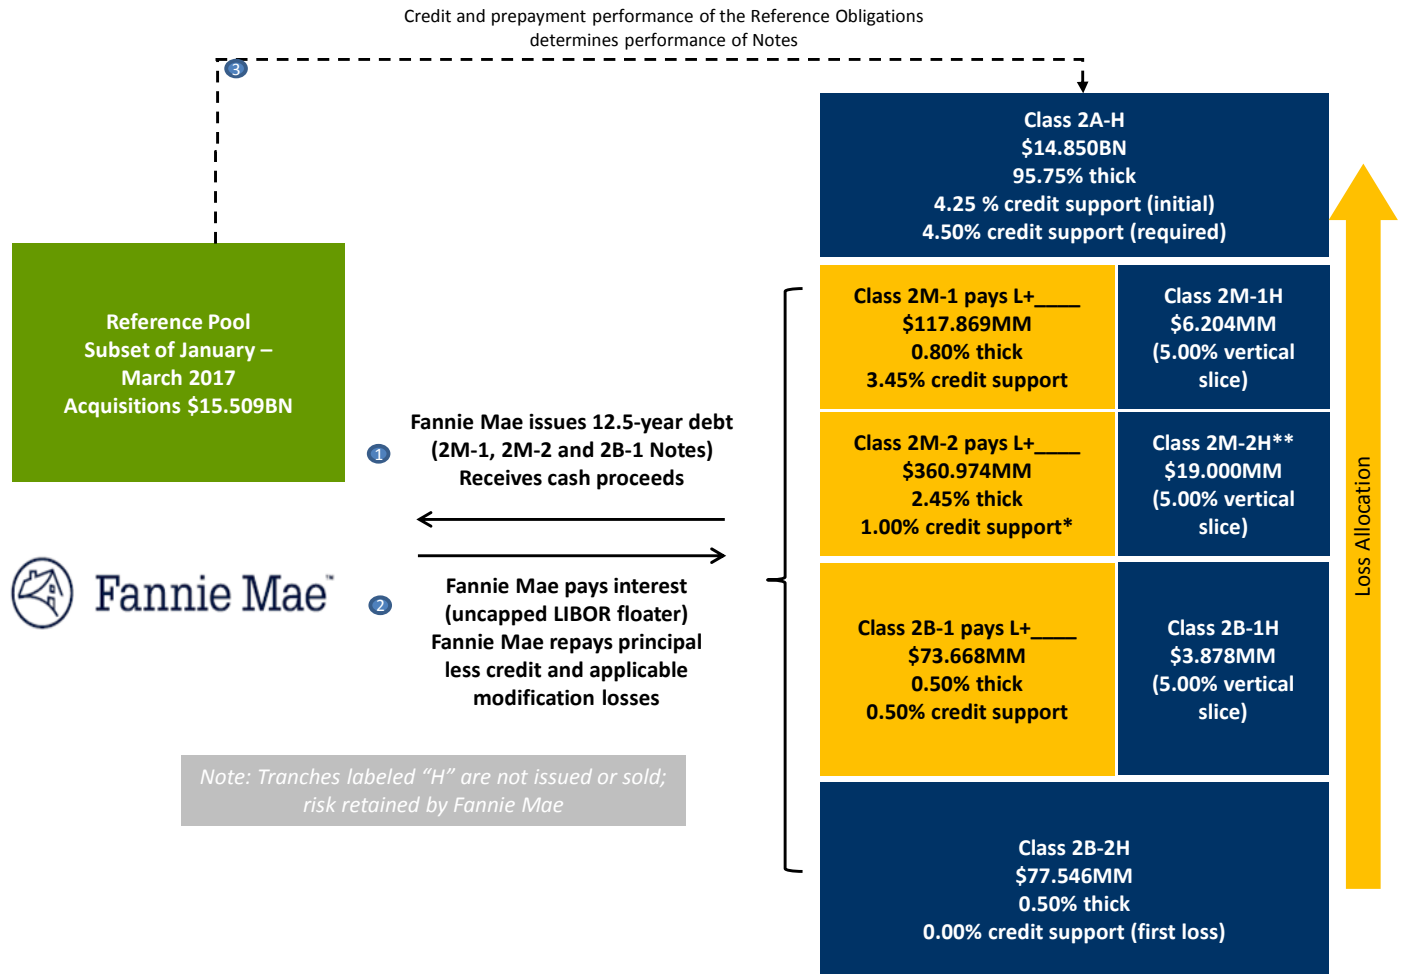 Credit and prepayment performance of the Reference Obligations
determines performance of Notes
3
Reference Pool
Subset of January –
March 2017
Acquisitions $15.509BN
Fannie Mae™
1
Fannie Mae issues 12.5-year debt
(2M-1, 2M-2 and 2B-1 Notes)
Receives cash proceeds
2
Fannie Mae pays interest
(uncapped LIBOR floater)
Fannie Mae repays principal
less credit and applicable
modification losses
Note: Tranches labeled “H” are not issued or sold;
risk retained by Fannie Mae
Class 2A-H
$14.850BN
95.75% thick
4.25 % credit support (initial)
4.50% credit support (required)
Class 2M-1 pays L+____
$117.869MM
0.80% thick
3.45% credit support
Class 2M-1H
$6.204MM
(5.00% vertical
slice)
Class 2M-2 pays L+____
$360.974MM
2.45% thick
1.00% credit support*
Class 2M-2H**
$19.000MM
(5.00% vertical
slice)
Class 2B-1 pays L+____
$73.668MM
0.50% thick
0.50% credit support
Class 2B-1H
$3.878MM
(5.00% vertical
slice)
Class 2B-2H
$77.546MM
0.50% thick
0.00% credit support (first loss)
Loss Allocation